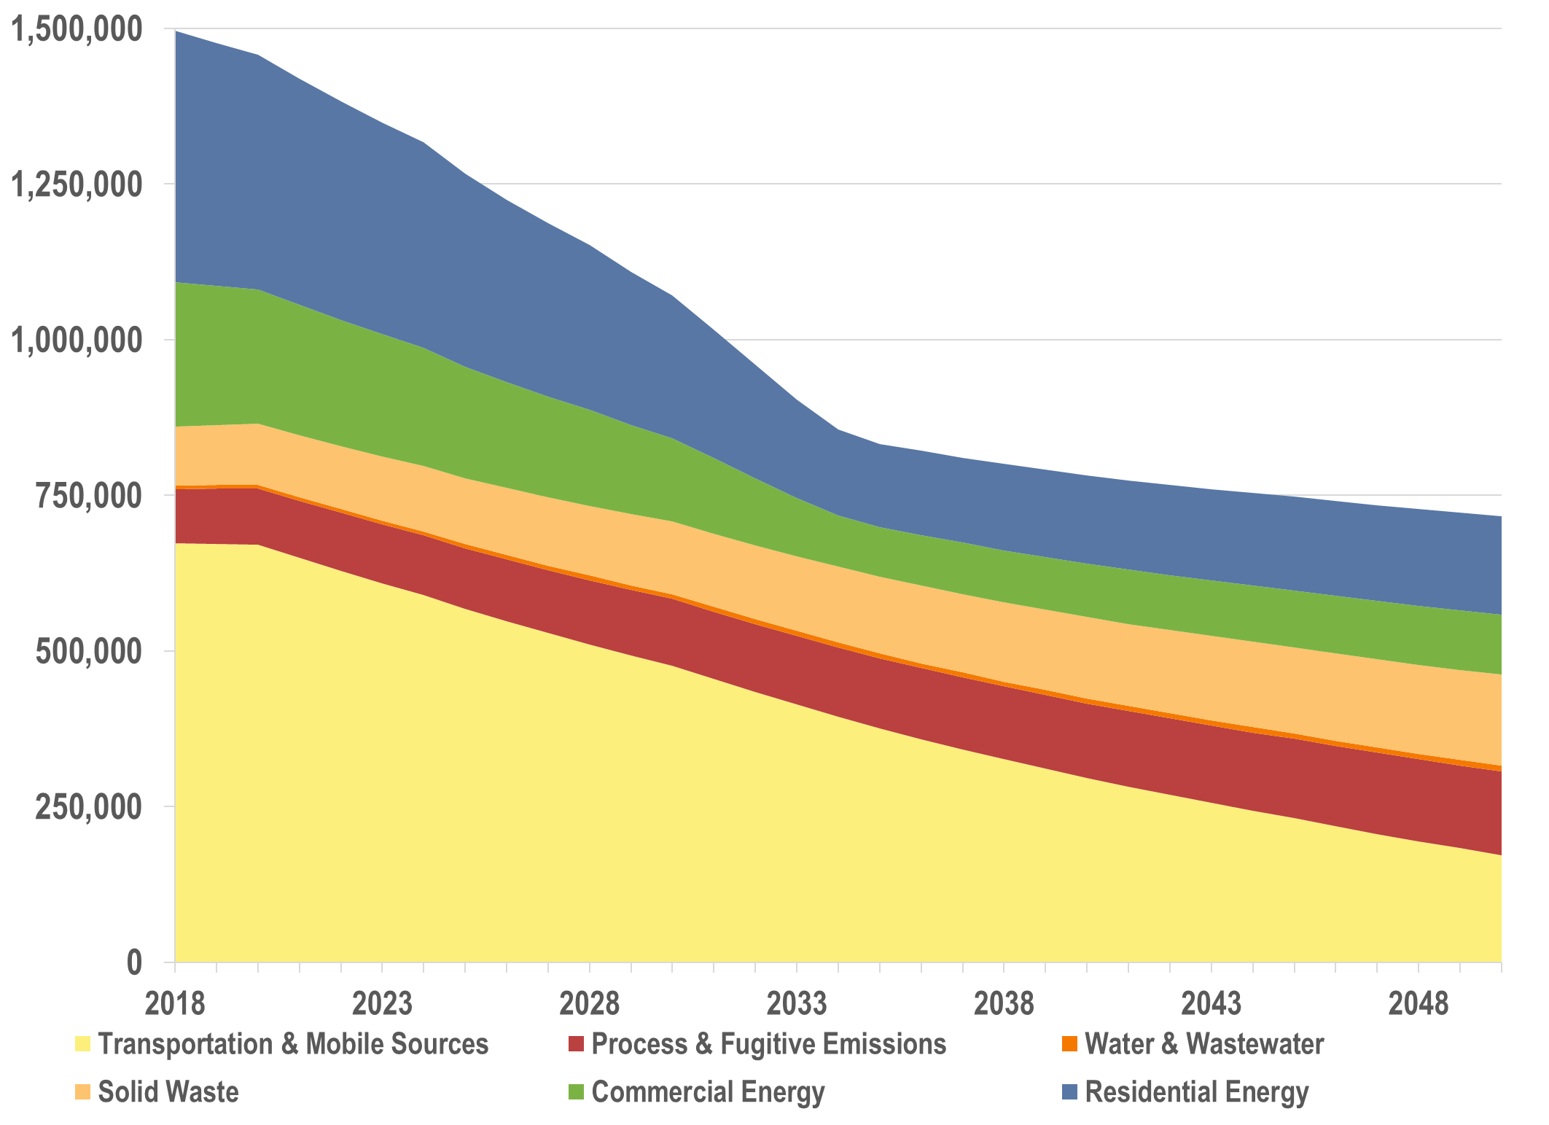 1,500,000
1,250,000
1,000,000
750,000
500,000
250,000
0
2018 2023 2028 2033 2038 2043 2048
Transportation & Mobile Sources Process & Fugitive Emissions Water & Wastewater
Solid Waste Commercial Energy Residential Energy